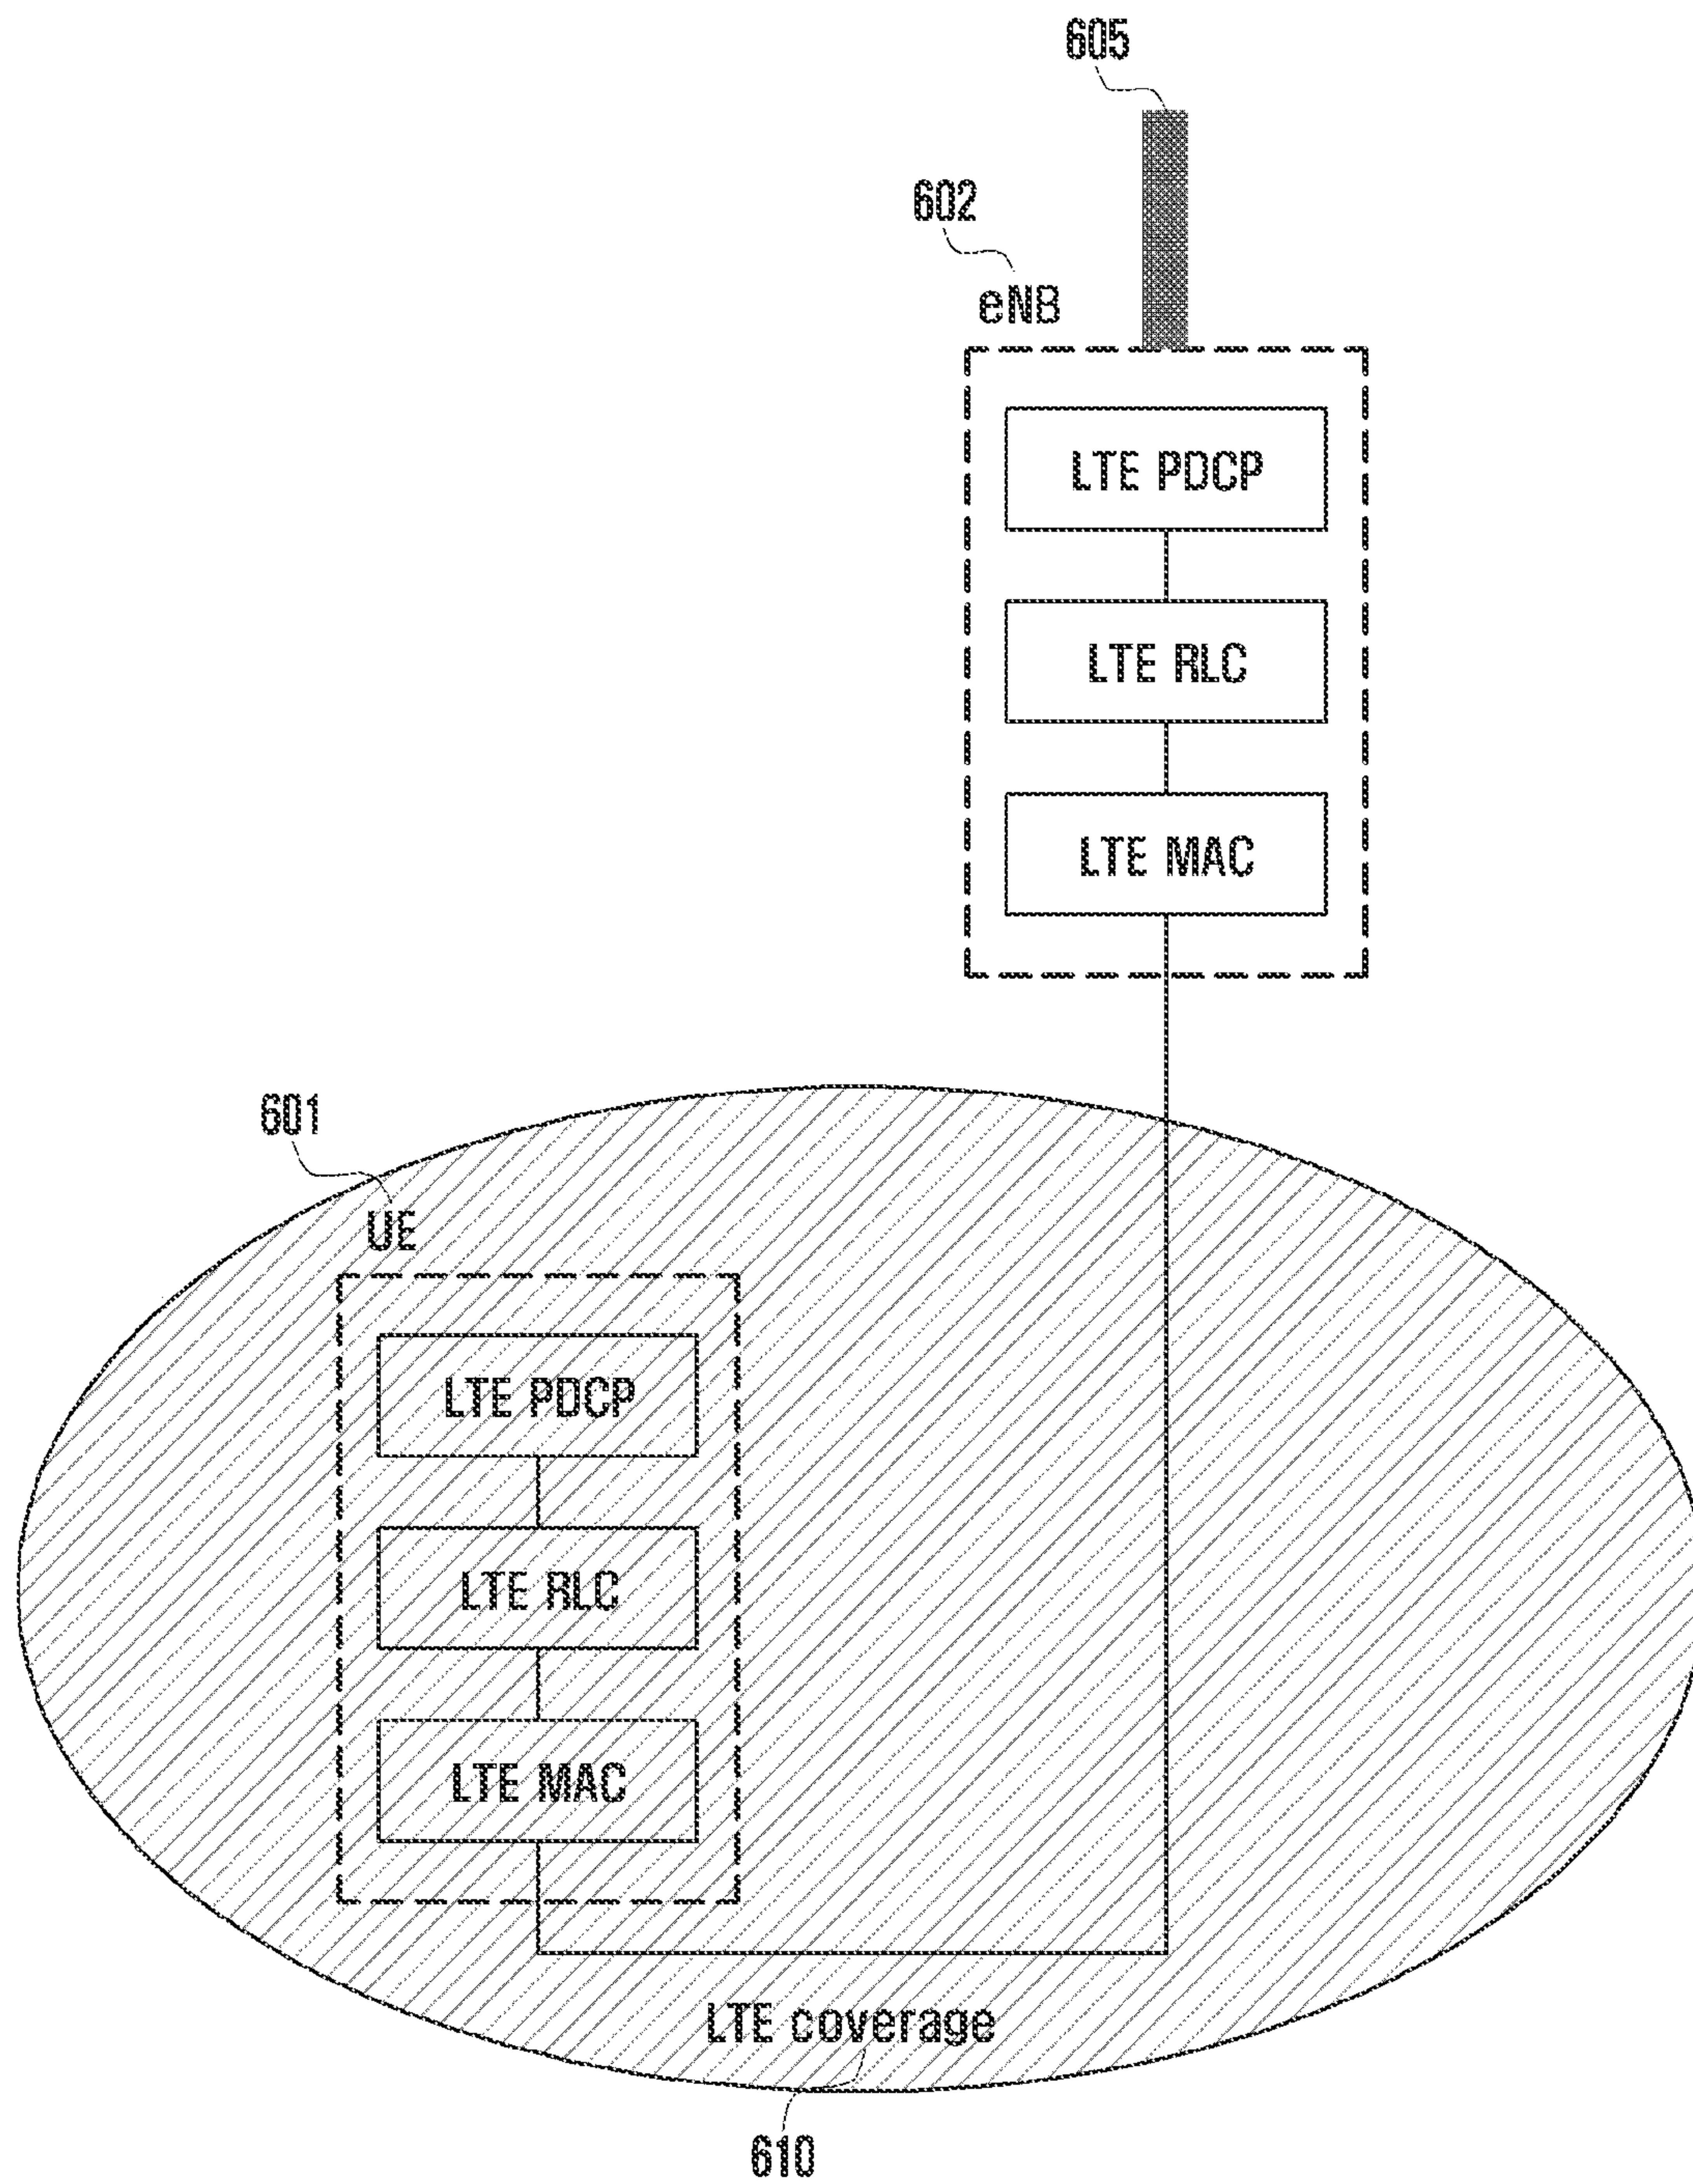 605
602
eNB
LTE PDCP
LTE RLC
LTE MAC
601
UE
LTE PDCP
LTE RLC
LTE MAC
LTE coverage
610